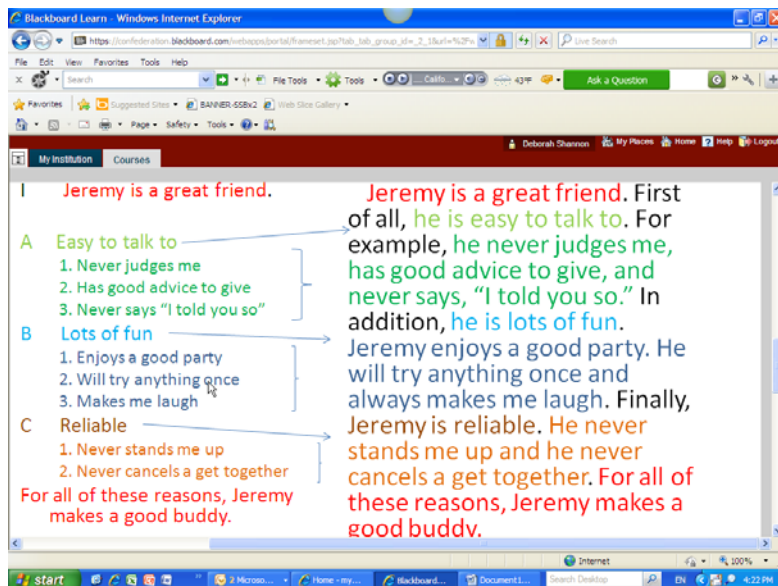 Blackboard Learn - Windows Internet Explorer
https://confederation.blackboard.com/webapps/portal/frameset.jsp?tab_tab_group_id=_2_1&url=%2Fw
Live Search
File Edit View Favorites Tools Help
Search
File Tools
Tools
Califo...
43°F
Ask a Question
Favorites
Suggested Sites
BANNER-SSBx2
Web Slice Gallery
Page
Safety
Tools
Deborah Shannon
My Places
Home
Help
Logout
My Institution
Courses
I Jeremy is a great friend.
A Easy to talk to
1. Never judges me
2. Has good advice to give
3. Never says “I told you so”
B Lots of fun
1. Enjoys a good party
2. Will try anything once
3. Makes me laugh
C Reliable
1. Never stands me up
2. Never cancels a get together
For all of these reasons, Jeremy
makes a good buddy.
Jeremy is a great friend. First
of all, he is easy to talk to. For
example, he never judges me,
has good advice to give, and
never says, “I told you so.” In
addition, he is lots of fun.
Jeremy enjoys a good party. He
will try anything once and
always makes me laugh. Finally,
Jeremy is reliable. He never
stands me up and he never
cancels a get together. For all of
these reasons, Jeremy makes a
good buddy.
Internet
100%
start
2 Microso...
Home - my...
Blackboard...
Document1...
Search Desktop
EN
4:22 PM